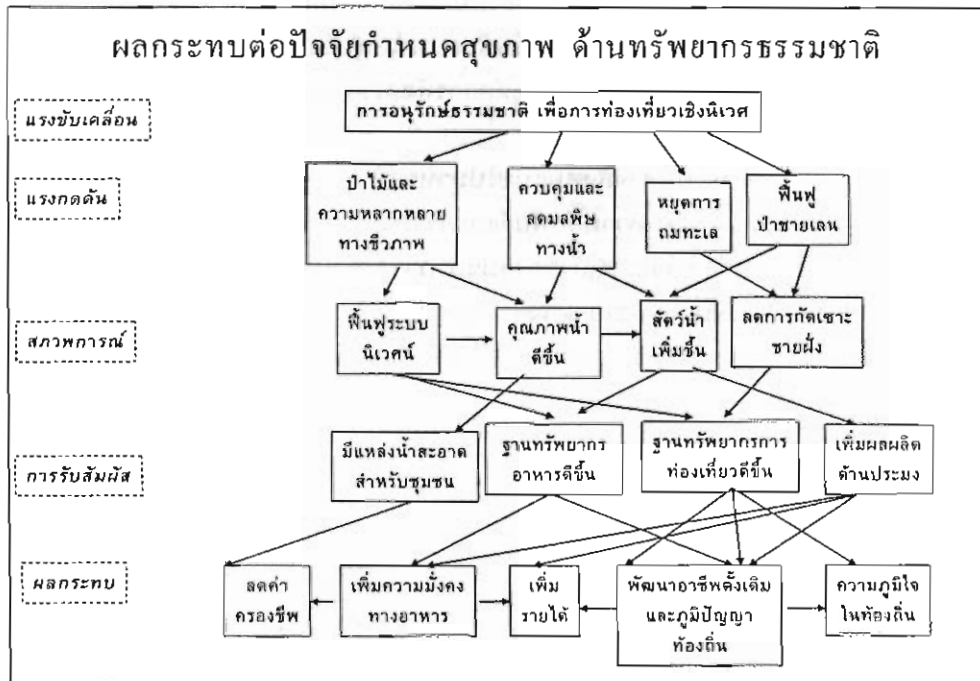 ผลกระทบต่อปัจจัยกำหนดสุขภาพ ด้านทรัพยากรธรรมชาติ
แรงขับเคลื่อน
การอนุรักษ์ธรรมชาติ เพื่อการท่องเที่ยวเชิงนิเวศ
แรงกดดัน
ป่าไม้และ
ความหลากหลาย
ทางชีวภาพ
ควบคุมและ
ลดมลพิษ
ทางน้ำ
หยุดการ
ถมทะเล
ฟื้นฟู
ป่าชายเลน
สภาพการณ์
ฟื้นฟูระบบ
นิเวศน์
คุณภาพน้ำ
ดีขึ้น
สัตว์น้ำ
เพิ่มขึ้น
ลดการกัดเซาะ
ชายฝั่ง
การรับสัมผัส
มีแหล่งน้ำสะอาด
สำหรับชุมชน
ฐานทรัพยากร
อาหารดีขึ้น
ฐานทรัพยากรการ
ท่องเที่ยวดีขึ้น
เพิ่มผลผลิต
ด้านประมง
ผลกระทบ
ลดค่า
ครองชีพ
เพิ่มความมั่งคง
ทางอาหาร
เพิ่ม
รายได้
พัฒนาอาชีพดั้งเดิม
และภูมิปัญญา
ท้องถิ่น
ความภูมิใจ
ในท้องถิ่น